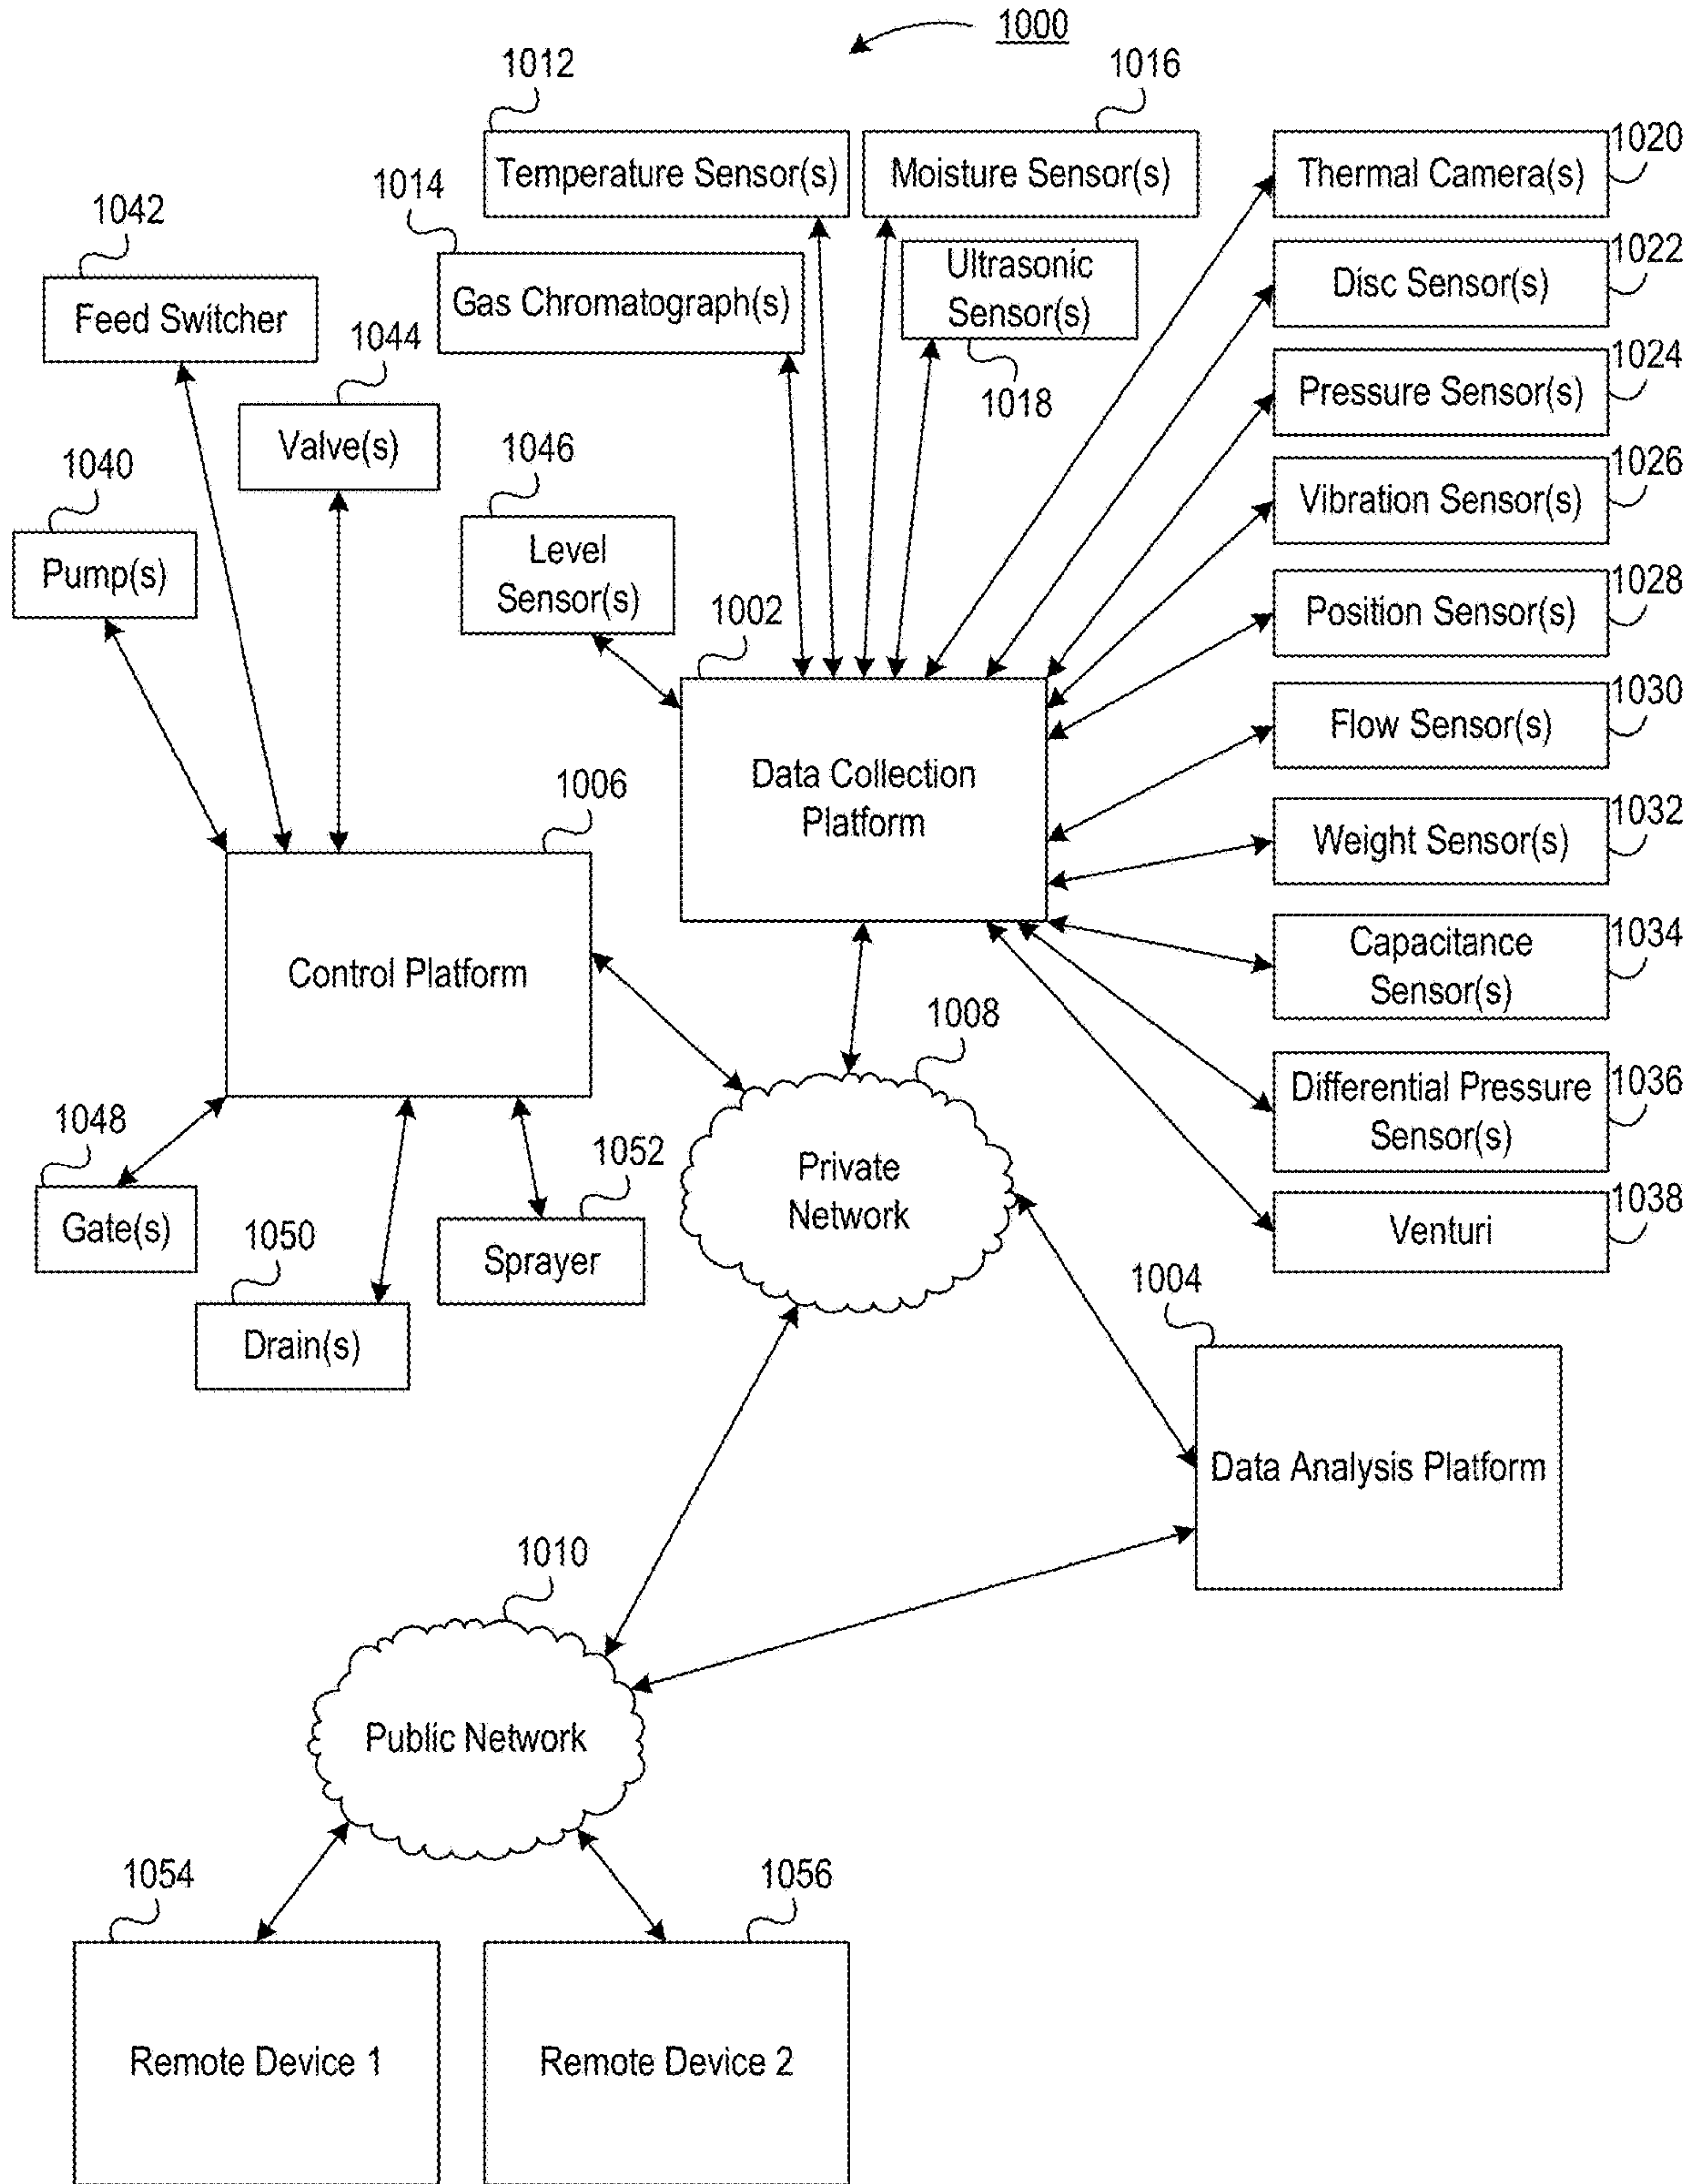 1000
1012
1016
Temperature Sensor(s)
Moisture Sensor(s)
Thermal Camera(s)
1020
1014
1042
Gas Chromatograph(s)
Ultrasonic
Sensor(s)
1018
Disc Sensor(s)
1022
Feed Switcher
1044
Valve(s)
Pressure Sensor(s)
1024
1040
Pump(s)
1046
Level
Sensor(s)
Vibration Sensor(s)
1026
1002
Position Sensor(s)
1028
Data Collection
Platform
Flow Sensor(s)
1030
1006
Control Platform
Weight Sensor(s)
1032
Capacitance
Sensor(s)
1034
1008
Private
Network
Differential Pressure
Sensor(s)
1036
1048
Gate(s)
1052
Sprayer
Venturi
1038
1050
Drain(s)
1004
Data Analysis Platform
1010
Public Network
1054
1056
Remote Device 1
Remote Device 2